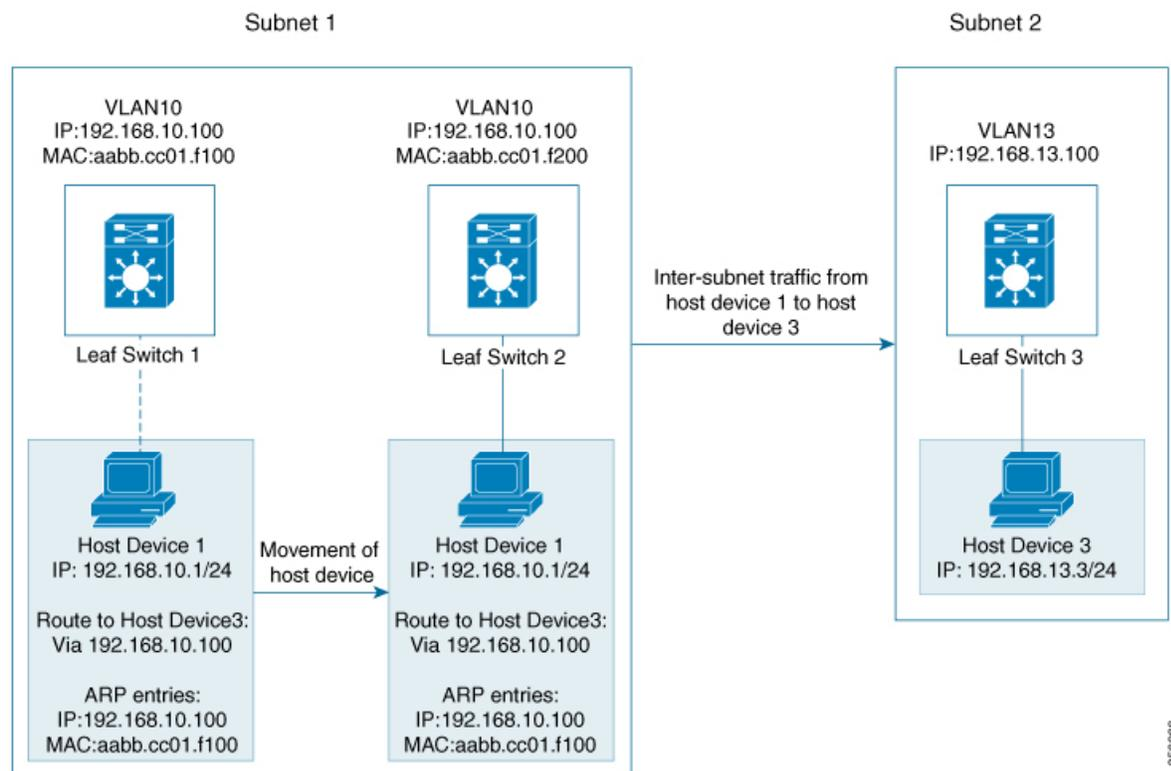 Subnet 1
Subnet 2
VLAN10
IP:192.168.10.100
MAC:aabb.cc01.f100
VLAN10
IP:192.168.10.100
MAC:aabb.cc01.f200
VLAN13
IP:192.168.13.100
Leaf Switch 1
Leaf Switch 2
Inter-subnet traffic from
host device 1 to host
device 3
Leaf Switch 3
Host Device 1
IP: 192.168.10.1/24
Route to Host Device3:
Via 192.168.10.100
ARP entries:
IP:192.168.10.100
MAC:aabb.cc01.f100
Movement of
host device
Host Device 1
IP: 192.168.10.1/24
Route to Host Device3:
Via 192.168.10.100
ARP entries:
IP:192.168.10.100
MAC:aabb.cc01.f100
Host Device 3
IP: 192.168.13.3/24